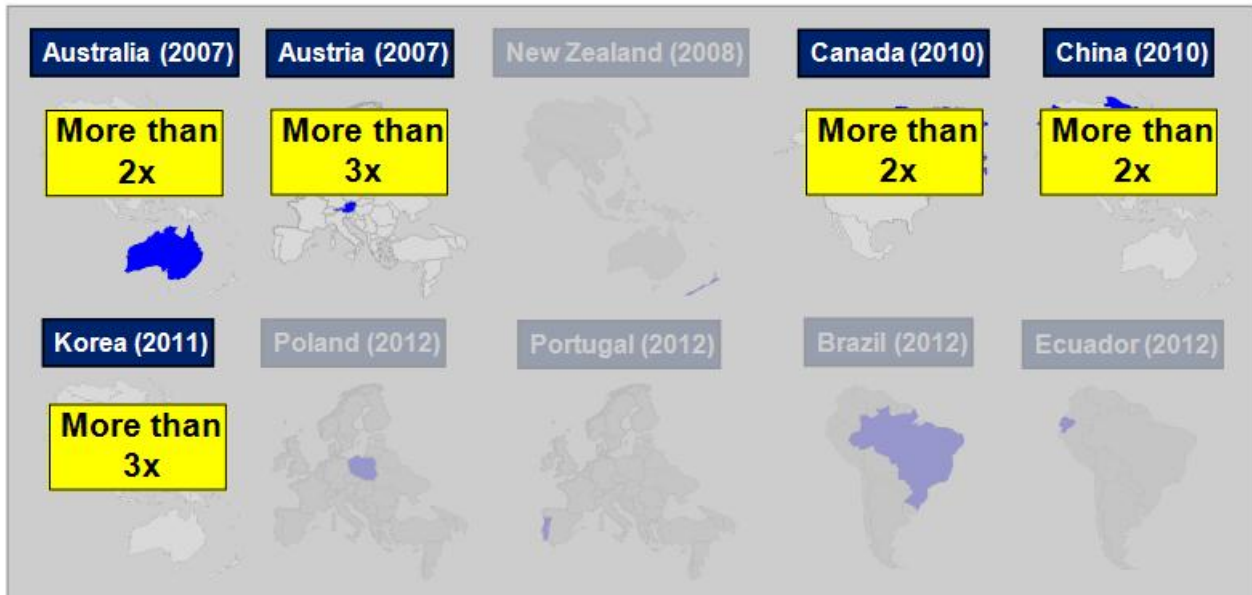 Australia (2007)
Austria (2007)
New Zealand (2008)
Canada (2010)
China (2010)
More than
2x
More than
3x
More than
2x
More than
2x
Korea (2011)
Poland (2012)
Portugal (2012)
Brazil (2012)
Ecuador (2012)
More than
3x